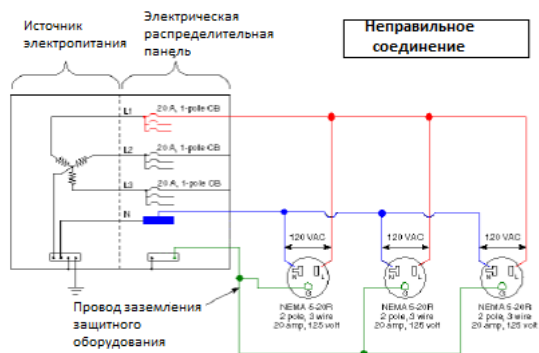 Источник
электропитания
Электрическая
распределительная
панель
Неправильное
соединение
L1
20 A, 1-pole CB
L2
20 A, 1-pole CB
L3
20 A, 1-pole CB
N
120 VAC
120 VAC
120 VAC
N
L
G
N
L
G
N
L
G
NEMA 5-20R
2 pole, 3 wire
20 amp, 125 volt
NEMA 5-20R
2 pole, 3 wire
20 amp, 125 volt
NEMA 5-20R
2 pole, 3 wire
20 amp, 125 volt
Провод заземления
защитного
оборудования